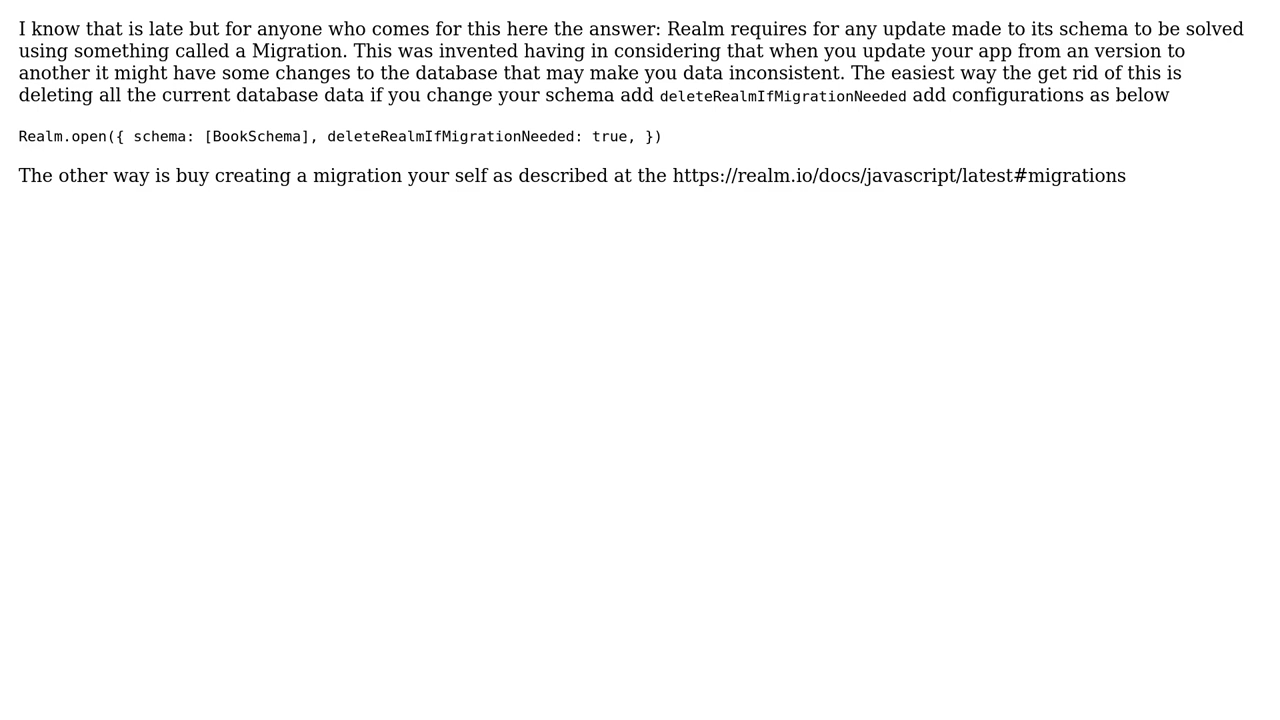 I know that is late but for anyone who comes for this here the answer: Realm requires for any update made to its schema to be solved
using something called a Migration. This was invented having in considering that when you update your app from an version to
another it might have some changes to the database that may make you data inconsistent. The easiest way the get rid of this is
deleting all the current database data if you change your schema add deleteRealmIfMigrationNeeded add configurations as below
Realm.open({ schema: [BookSchema], deleteRealmIfMigrationNeeded: true, })
The other way is buy creating a migration your self as described at the https://realm.io/docs/javascript/latest#migrations